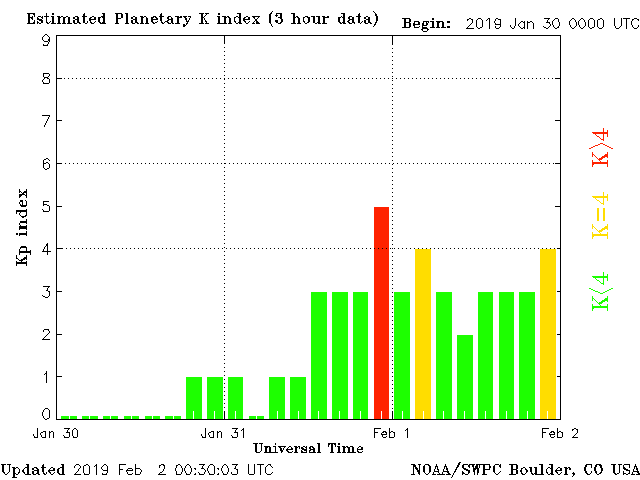 Estimated Planetary K index (3 hour data) Begin: 2019 Jan 30 0000 UTC
9
8
7
6
5
4
3
2
1
0
Kp index
K>4
K=4
K<4
Jan 30 Jan 31 Feb 1 Feb 2
Universal Time
Updated 2019 Feb 2 00:30:03 UTC NOAA/SWPC Boulder, CO USA